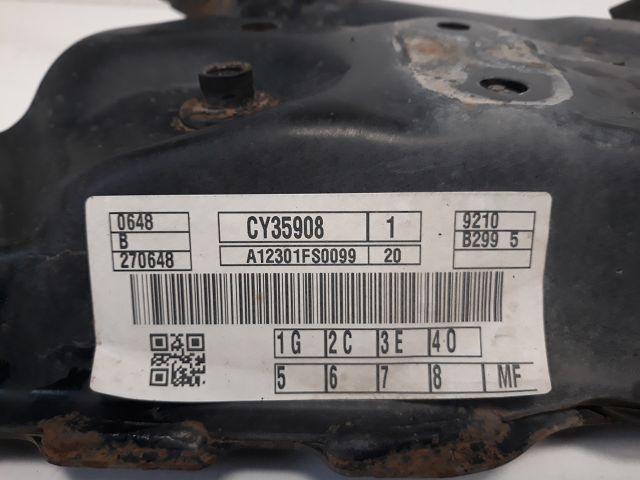 0648 CY35908 1 9210
B B299 5
270648 A12301FS0099 20
1G 2C 3E 40
5 6 7 8 MF